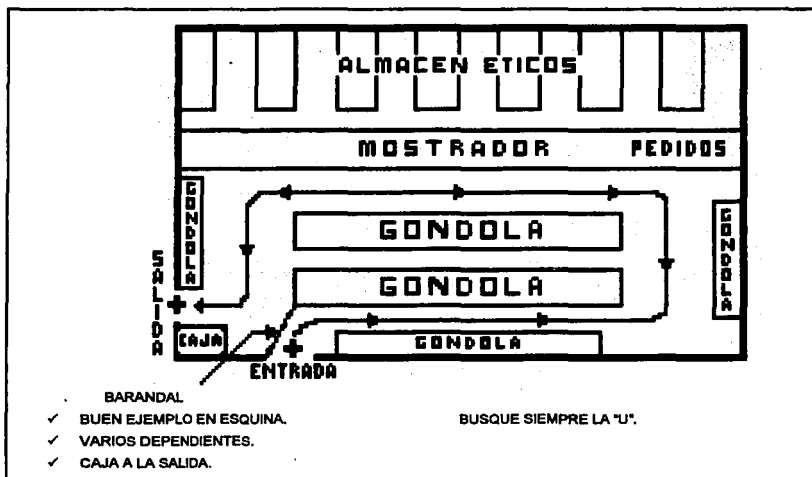 ALMACEN ETICOS
MOSTRADOR PEDIDOS
GONDOLA
GONDOLA
GONDOLA
GONDOLA
SALIDA
CAJA
GONDOLA
ENTRADA
BARANDAL
✓ BUEN EJEMPLO EN ESQUINA. BUSQUE SIEMPRE LA "U".
✓ VARIOS DEPENDIENTES.
✓ CAJA A LA SALIDA.